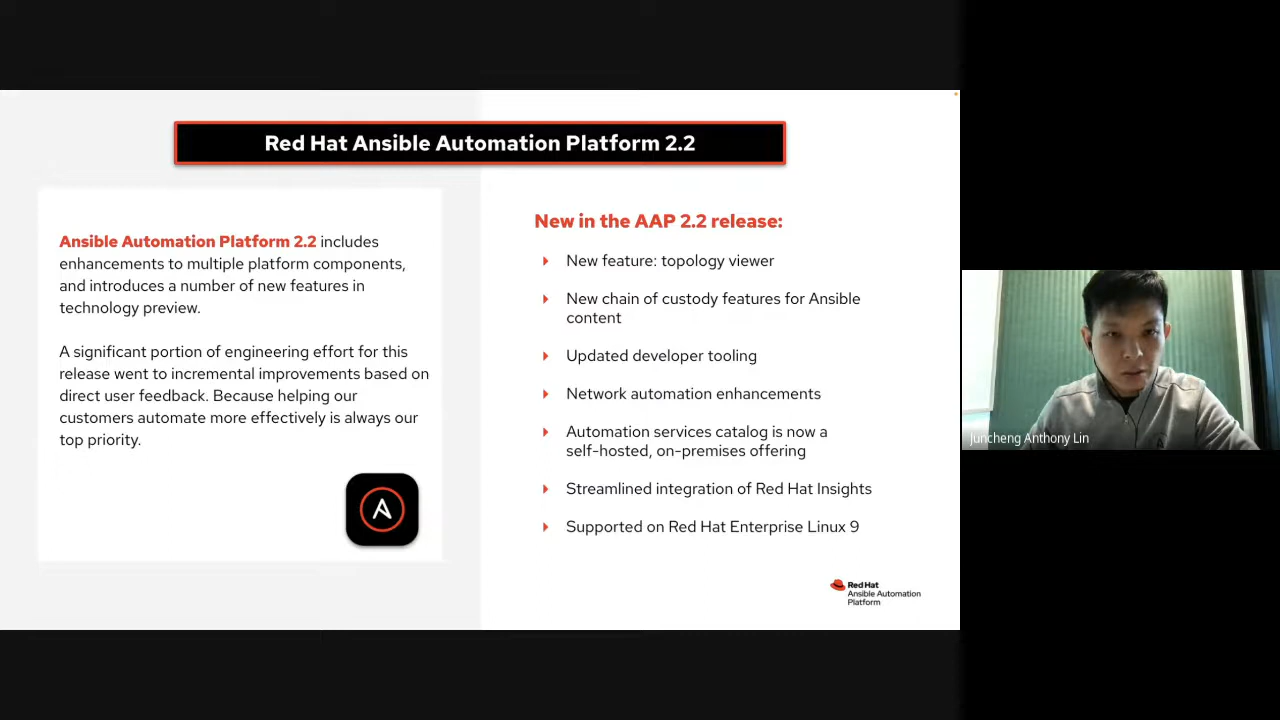 Red Hat Ansible Automation Platform 2.2
Ansible Automation Platform 2.2 includes
enhancements to multiple platform components,
and introduces a number of new features in
technology preview.
A significant portion of engineering effort for this
release went to incremental improvements based on
direct user feedback. Because helping our
customers automate more effectively is always our
top priority.
New in the AAP 2.2 release:
New feature: topology viewer
New chain of custody features for Ansible
content
Updated developer tooling
Network automation enhancements
Automation services catalog is now a
self-hosted, on-premises offering
Streamlined integration of Red Hat Insights
Supported on Red Hat Enterprise Linux 9
Red Hat
Ansible Automation
Platform
Juncheng Anthony Lin